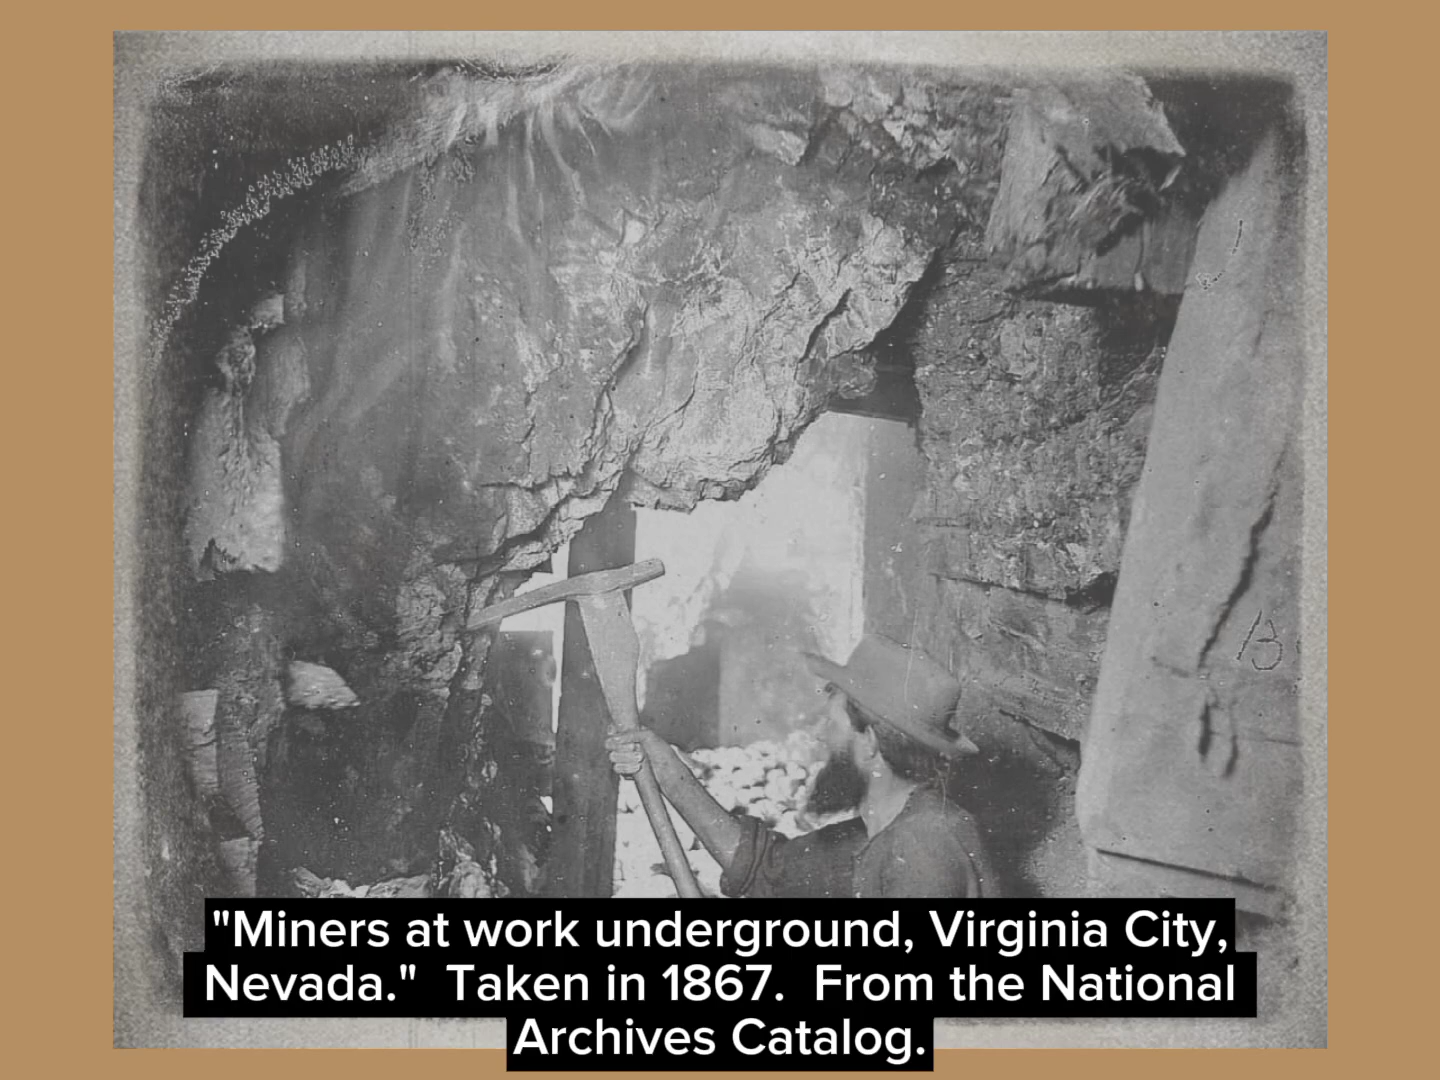 B
"Miners at work underground, Virginia City,
Nevada."  Taken in 1867.  From the National
Archives Catalog.